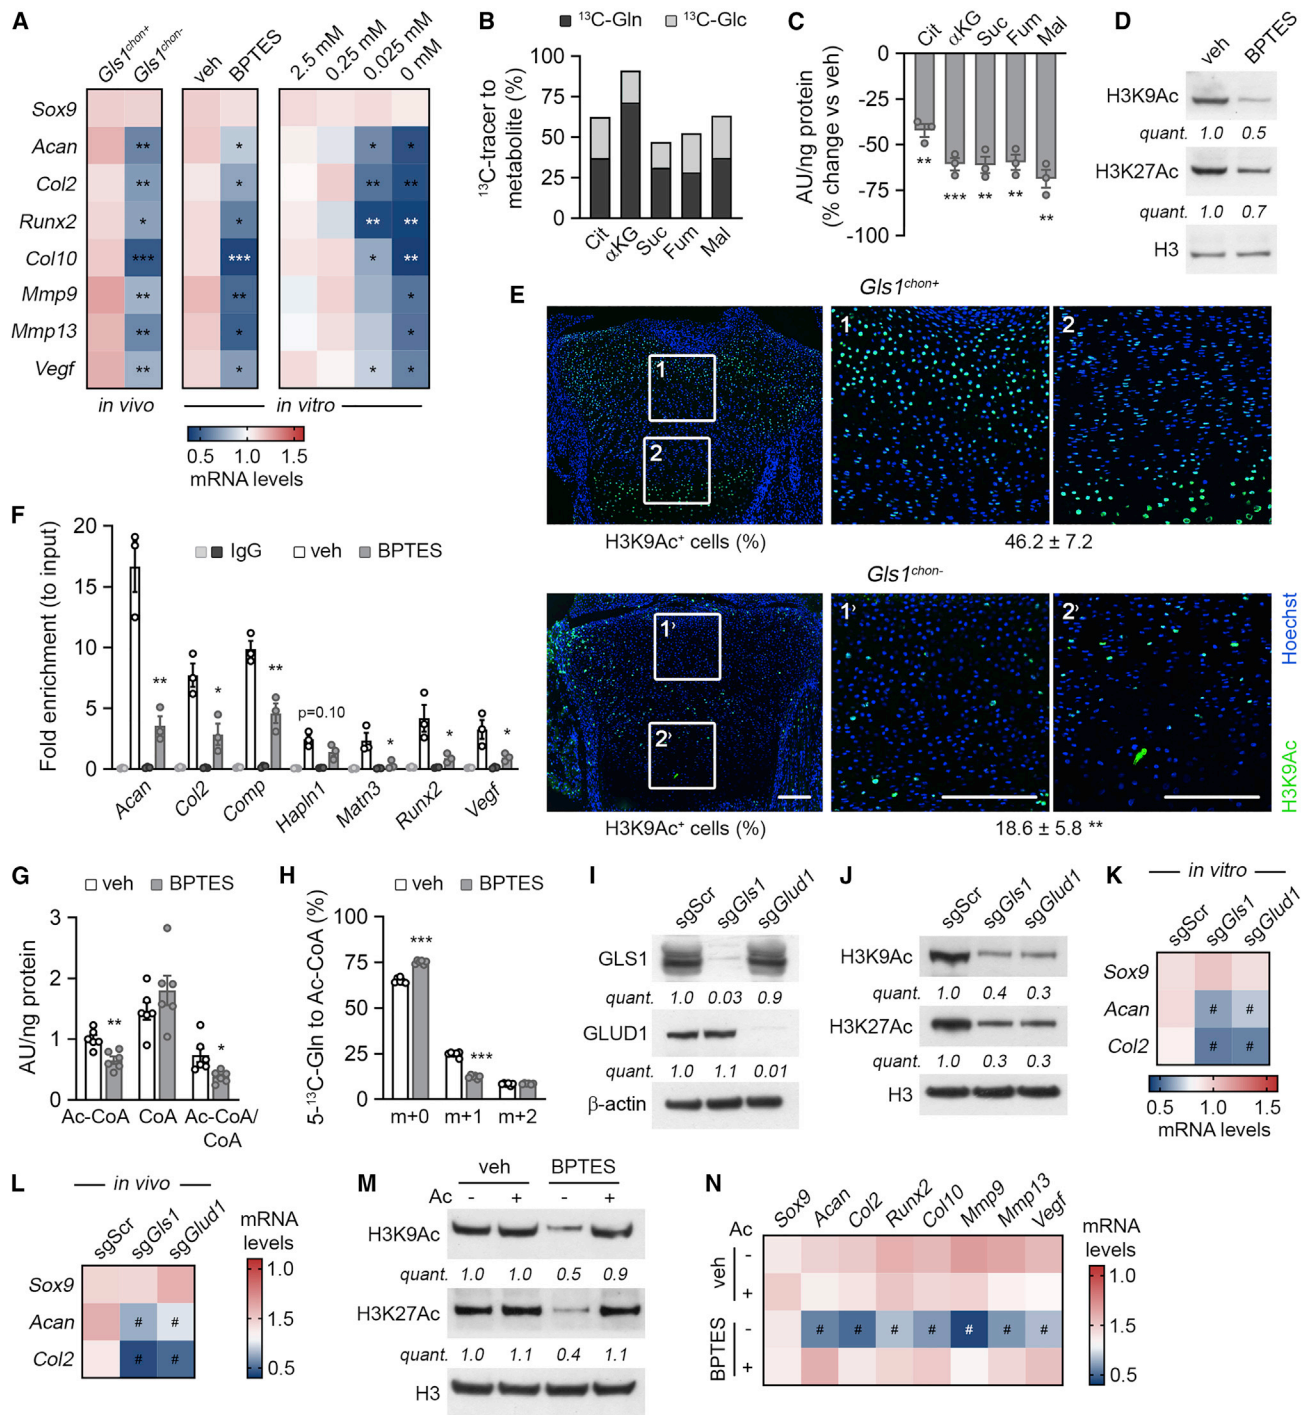 A
Gls1chon+
Gls1chon-
veh
BPTES
2.5 mM
0.25 mM
0.025 mM
0 mM
Sox9
Acan
** * * *
Col2
** * ** **
Runx2
* * ** **
Col10
*** *** * **
Mmp9
** ** *
Mmp13
** * *
Vegf
** * * *
in vivo
in vitro
0.5 1.0 1.5
mRNA levels
B
13C-Gln 13C-Glc
13C-tracer to
metabolite (%)
100
75
50
25
0
Cit αKG Suc Fum Mal
C
Cit αKG Suc Fum Mal
AU/ng protein
(% change vs veh)
0
-25
-50
-75
-100
** *** ** ** **
D
veh BPTES
H3K9Ac
quant. 1.0 0.5
H3K27Ac
quant. 1.0 0.7
H3
E
Gls1chon+
1
2
1
2
H3K9Ac+ cells (%) 46.2 ± 7.2
Gls1chon-
1'
2'
1'
2'
H3K9Ac+ cells (%) 18.6 ± 5.8 **
H3K9Ac Hoechst
F
IgG veh BPTES
Fold enrichment (to input)
20
15
10
5
0
** * ** p=0.10 * * *
Acan Col2 Comp Hapln1 Matn3 Runx2 Vegf
G
veh BPTES
AU/ng protein
3
2
1
0
** *
Ac-CoA CoA Ac-CoA/
CoA
H
veh BPTES
5-13C-Gln to Ac-CoA (%)
100
75
50
25
0
*** ***
m+0 m+1 m+2
I
sgScr sgGls1 sgGlud1
GLS1
quant. 1.0 0.03 0.9
GLUD1
quant. 1.0 1.1 0.01
β-actin
J
sgScr sgGls1 sgGlud1
H3K9Ac
quant. 1.0 0.4 0.3
H3K27Ac
quant. 1.0 0.3 0.3
H3
K
in vitro
sgScr sgGls1 sgGlud1
Sox9
Acan # #
Col2 # #
0.5 1.0 1.5
mRNA levels
L
in vivo
sgScr sgGls1 sgGlud1
Sox9
Acan # #
Col2 # #
mRNA
levels
1.0
1.5
0.5
M
veh BPTES
Ac - + - +
H3K9Ac
quant. 1.0 1.0 0.5 0.9
H3K27Ac
quant. 1.0 1.1 0.4 1.1
H3
N
Sox9 Acan Col2 Runx2 Col10 Mmp9 Mmp13 Vegf
Ac
veh
-
+
BPTES
- # # # # # # #
+
mRNA
levels
1.0
1.5
0.5